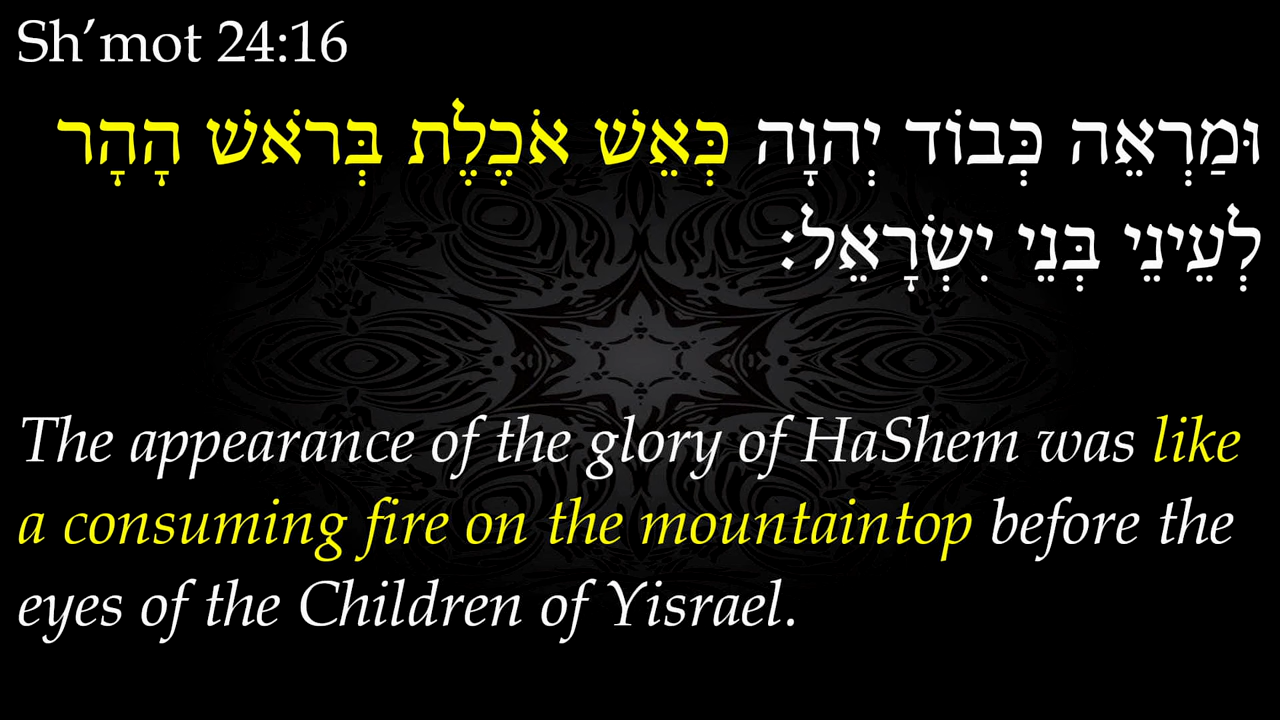 Sh’mot 24:16
וּמַרְאֵה כְּבוֹד יְהוָה כְּאֵשׁ אֹכֶלֶת בְּרֹאשׁ הָהָר
לְעֵינֵי בְּנֵי יִשְׂרָאֵל׃
The appearance of the glory of HaShem was like
a consuming fire on the mountaintop before the
eyes of the Children of Yisrael.